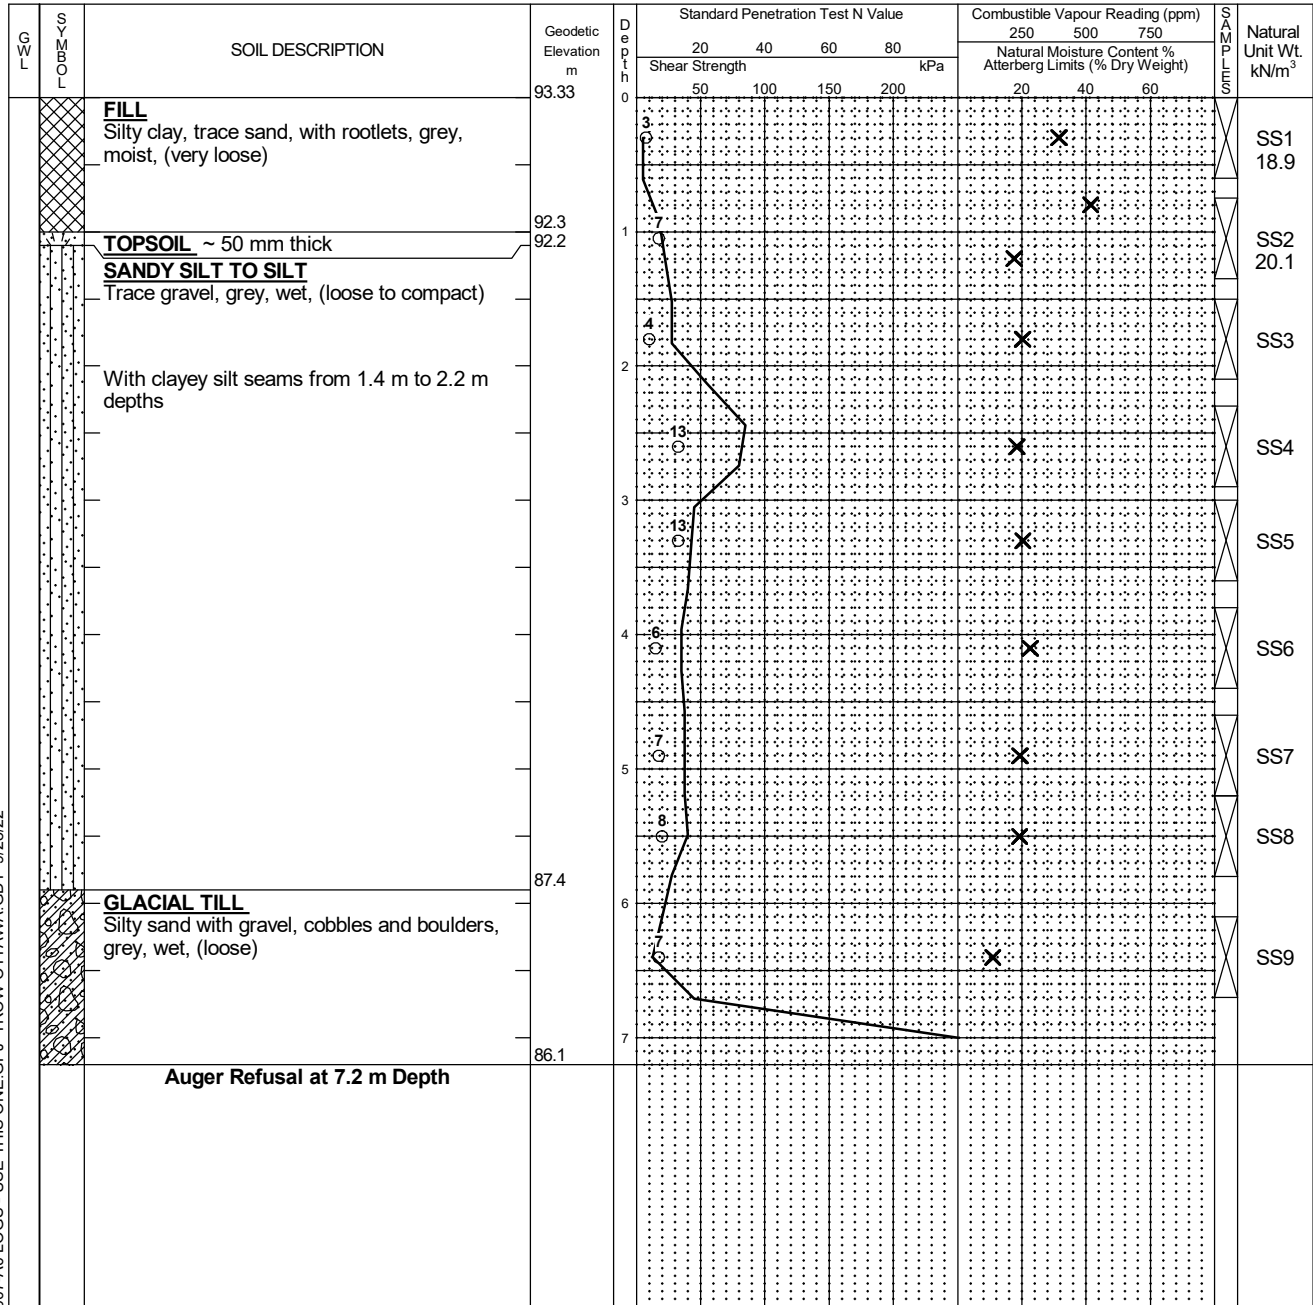 GWL
SYMBOL
SOIL DESCRIPTION
Geodetic
Elevation
m
Depth
Standard Penetration Test N Value
20 40 60 80
Shear Strength kPa
50 100 150 200
Combustible Vapour Reading (ppm)
250 500 750
Natural Moisture Content %
Atterberg Limits (% Dry Weight)
20 40 60
SAMPLES
Natural
Unit Wt.
kN/m³
93.33
0
FILL
Silty clay, trace sand, with rootlets, grey,
moist, (very loose)
3
SS1
18.9
92.3
TOPSOIL ~ 50 mm thick
92.2
7
1
SS2
20.1
SANDY SILT TO SILT
Trace gravel, grey, wet, (loose to compact)
4
SS3
2
With clayey silt seams from 1.4 m to 2.2 m
depths
13
SS4
3
13
SS5
4
6
SS6
7
SS7
5
8
SS8
87.4
GLACIAL TILL
Silty sand with gravel, cobbles and boulders,
grey, wet, (loose)
6
7
SS9
7
86.1
Auger Refusal at 7.2 m Depth